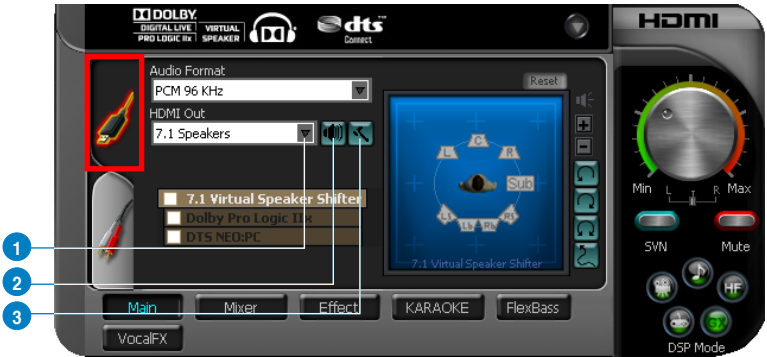 DOLBY.
DIGITAL LIVE
PRO LOGIC IIx
VIRTUAL
SPEAKER
dts
Connect
HDMI
Audio Format
PCM 96 KHz
Reset
HDMI Out
7.1 Speakers
7.1 Virtual Speaker Shifter
Dolby Pro Logic IIx
DTS NEO:PC
L
C
R
Sub
Ls
Lb
Rb
Rs
7.1 Virtual Speaker Shifter
Min
L
R
Max
SVN
Mute
HF
GX
DSP Mode
1
2
3
Main
Mixer
Effect
KARAOKE
FlexBass
VocalFX